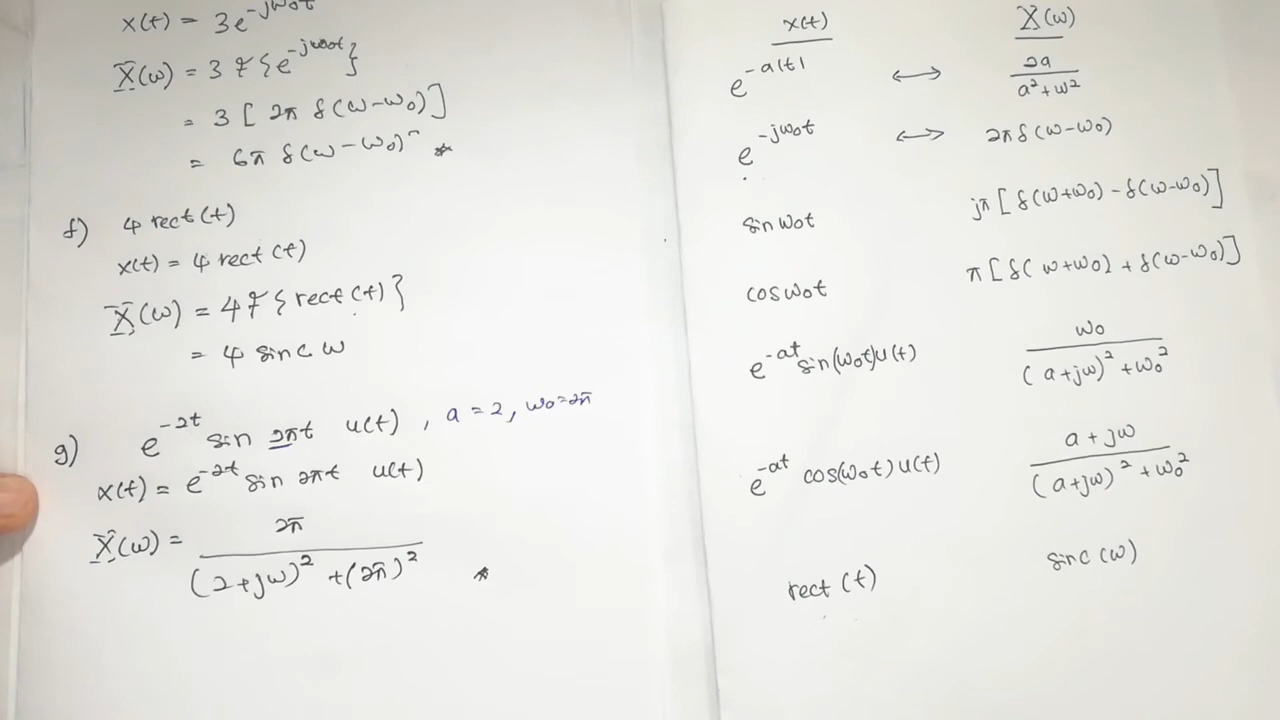 x(t) = 3e^{-jω₀t}
X(ω) = 3 F{e^{-jω₀t}}
= 3 [ 2π δ(ω-ω₀) ]
= 6π δ(ω-ω₀) *
f) 4 rect(t)
x(t) = 4 rect(t)
X(ω) = 4 F{rect(t)}
= 4 sinc ω
g) e^{-2t} sin 2πt u(t) , a = 2, ω₀=2π
x(t) = e^{-2t} sin 2πt u(t)
X(ω) = 2π / ((2+jω)² + (2π)²) *
x(t) X(ω)
e^{-a|t|} ↔ 2a / (a²+ω²)
e^{-jω₀t} ↔ 2πδ(ω-ω₀)
sin ω₀t jπ[δ(ω+ω₀) - δ(ω-ω₀)]
cos ω₀t π[δ(ω+ω₀) + δ(ω-ω₀)]
e^{-at} sin(ω₀t)u(t) ω₀ / ((a+jω)² + ω₀²)
e^{-at} cos(ω₀t)u(t) a+jω / ((a+jω)² + ω₀²)
rect(t) sinc(ω)